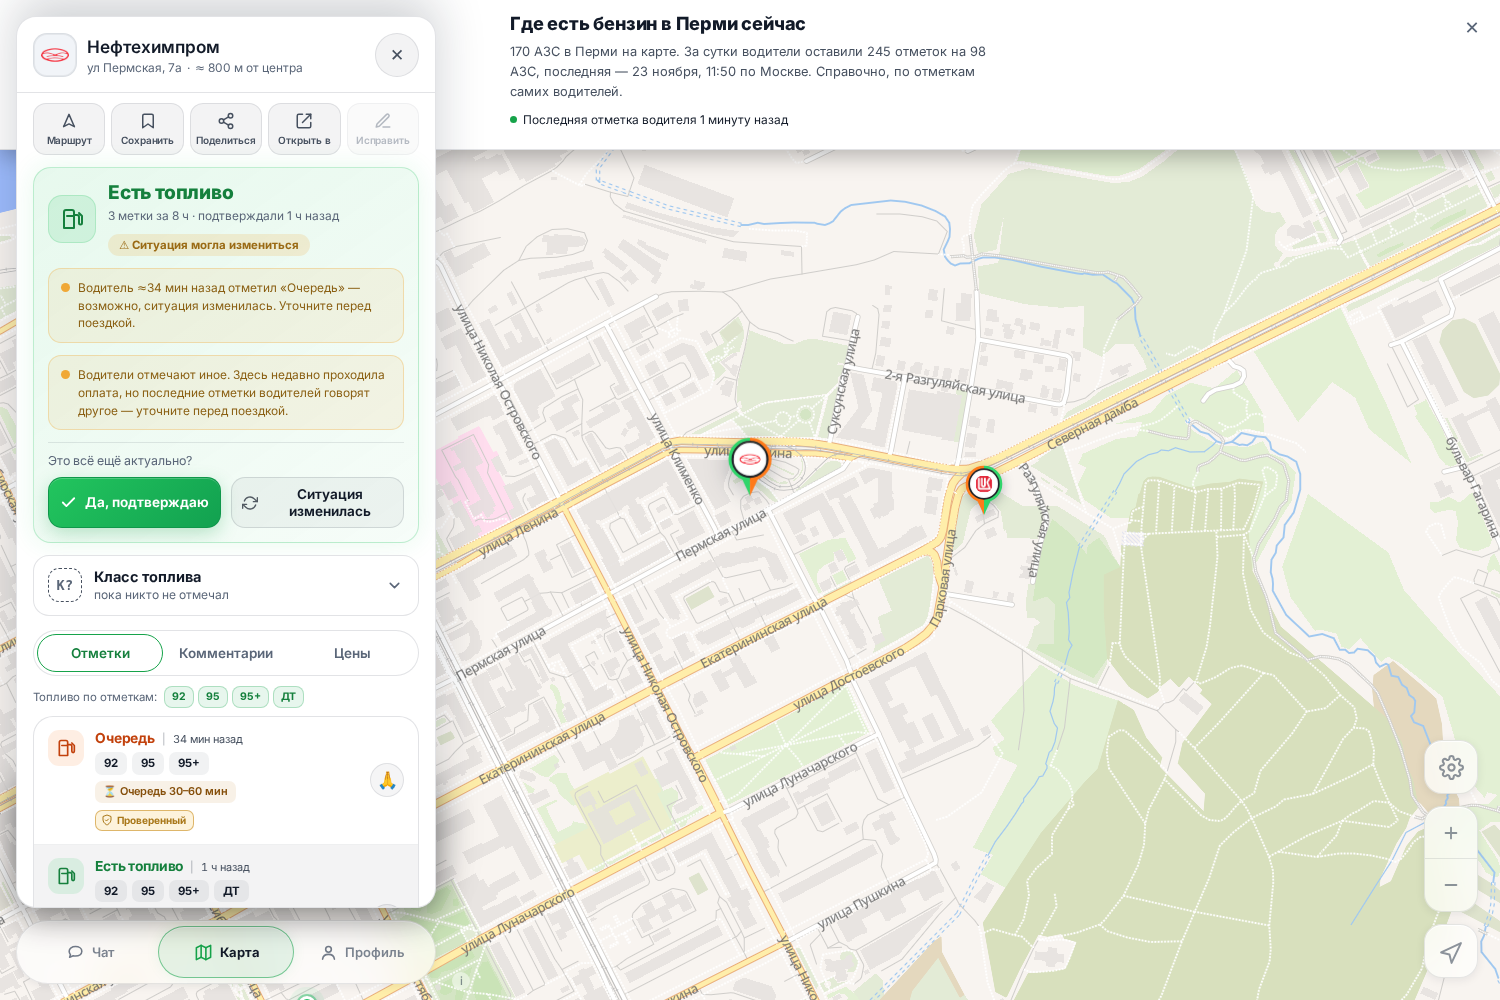 Нефтехимпром
ул Пермская, 7а · ≈ 800 м от центра
Маршрут
Сохранить
Поделиться
Открыть в
Исправить
Есть топливо
3 метки за 8 ч · подтверждали 1 ч назад
⚠ Ситуация могла измениться
Водитель ≈34 мин назад отметил «Очередь» —
возможно, ситуация изменилась. Уточните перед
поездкой.
Водители отмечают иное. Здесь недавно проходила
оплата, но последние отметки водителей говорят
другое — уточните перед поездкой.
Это всё ещё актуально?
Да, подтверждаю
Ситуация
изменилась
K?
Класс топлива
пока никто не отмечал
Отметки
Комментарии
Цены
Топливо по отметкам: 92 95 95+ ДТ
Очередь | 34 мин назад
92 95 95+
⏳ Очередь 30–60 мин
Проверенный
🙏
Есть топливо | 1 ч назад
92 95 95+ ДТ
Чат
Карта
Профиль
Где есть бензин в Перми сейчас
170 АЗС в Перми на карте. За сутки водители оставили 245 отметок на 98
АЗС, последняя — 23 ноября, 11:50 по Москве. Справочно, по отметкам
самих водителей.
Последняя отметка водителя 1 минуту назад
улица Николая Островского
улица Клименко
Суксунская улица
2-я Разгуляйская улица
Северная дамба
Разгуляйская улица
бульвар Гагарина
LUK
улица Ленина
Пермская улица
Парковая улица
Екатерининская улица
Пермская улица
улица Николая Островского
улица Достоевского
Екатерининская улица
улица Луначарского
улица Пушкина
улица Луначарского
i